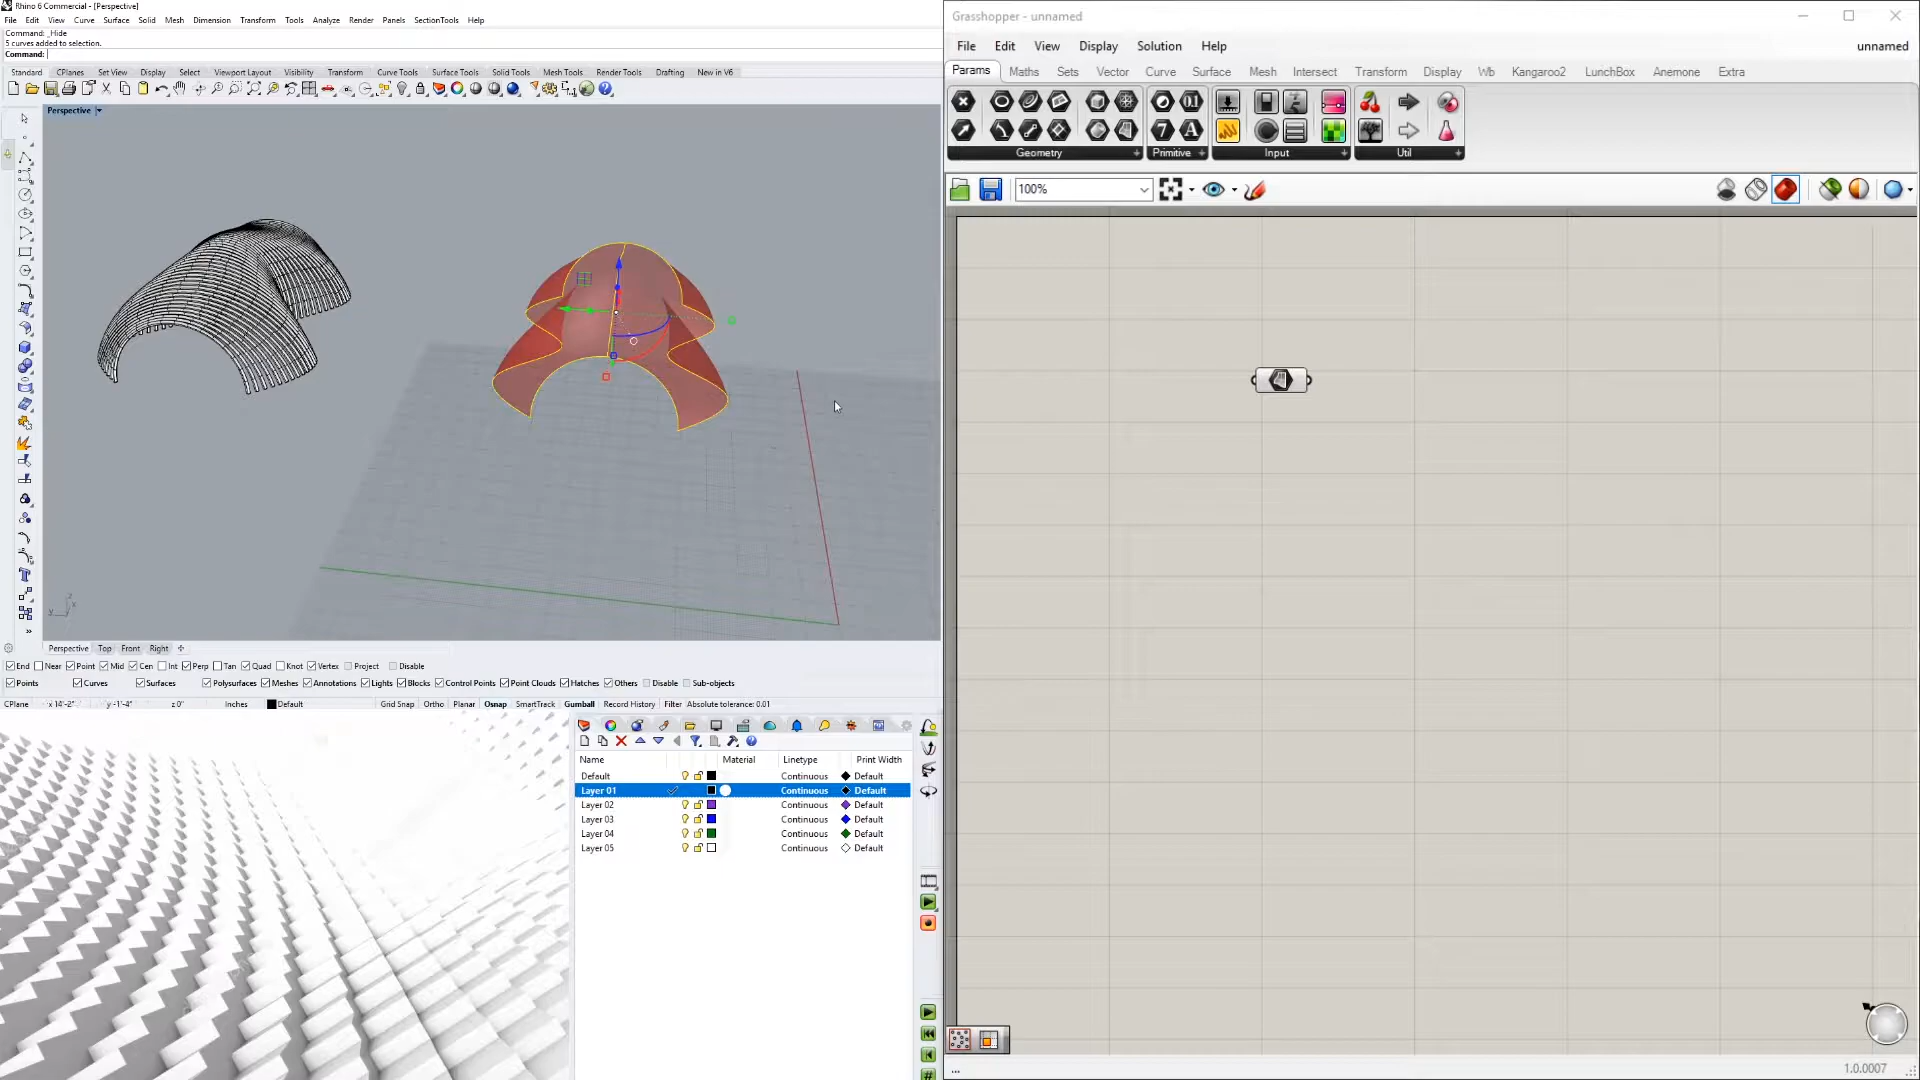 Rhino 6 Commercial - [Perspective]
File Edit View Curve Surface Solid Mesh Dimension Transform Tools Analyze Render Panels SectionTools Help
Command: _Hide
5 curves added to selection.
Command:
Standard CPlanes Set View Display Select Viewport Layout Visibility Transform Curve Tools Surface Tools Solid Tools Mesh Tools Render Tools Drafting New in V6
Perspective
z
y x
Perspective Top Front Right
End Near Point Mid Cen Int Perp Tan Quad Knot Vertex Project Disable
Points Curves Surfaces Polysurfaces Meshes Annotations Lights Blocks Control Points Point Clouds Hatches Others Disable Sub-objects
CPlane x 14'-2" y -1'-4" z 0" Inches Default Grid Snap Ortho Planar Osnap SmartTrack Gumball Record History Filter Absolute tolerance: 0.01
Name Material Linetype Print Width
Default Continuous Default
Layer 01 Continuous Default
Layer 02 Continuous Default
Layer 03 Continuous Default
Layer 04 Continuous Default
Layer 05 Continuous Default
Grasshopper - unnamed
File Edit View Display Solution Help unnamed
Params Maths Sets Vector Curve Surface Mesh Intersect Transform Display Wb Kangaroo2 LunchBox Anemone Extra
Geometry Primitive Input Util
100%
...
1.0.0007